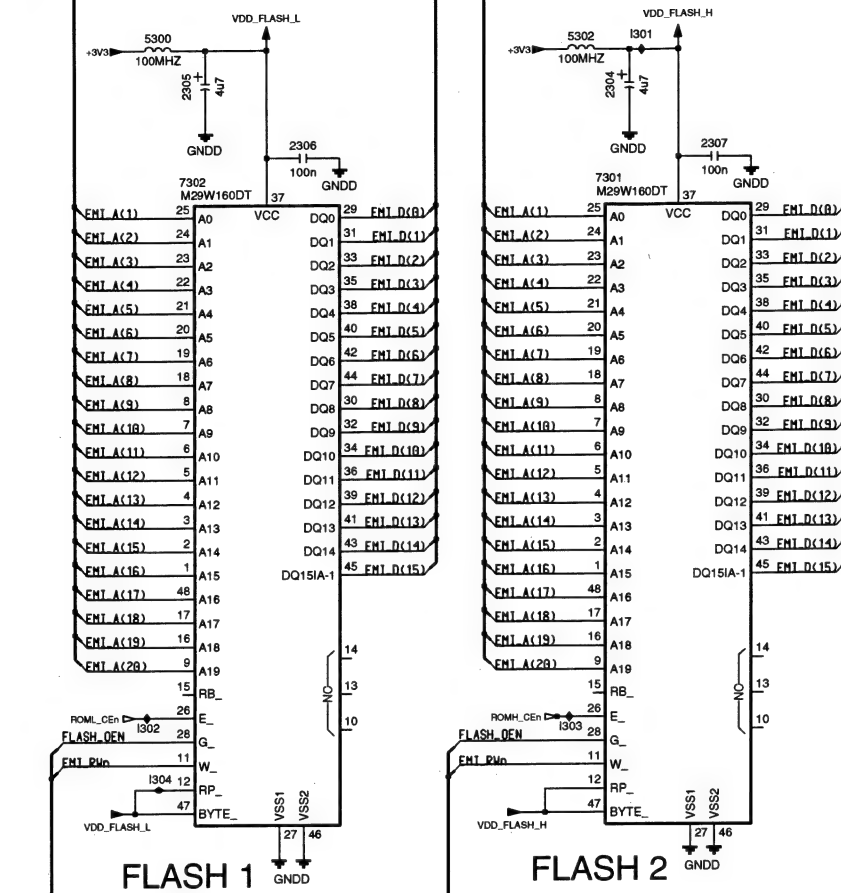 VDD_FLASH_L
+3V3
5300
100MHZ
2305
+
4u7
GNDD
2306
100n
GNDD
7302
M29W160DT
37
VCC
EMI_A(1) 25 A0 DQ0 29 EMI_D(0)
EMI_A(2) 24 A1 DQ1 31 EMI_D(1)
EMI_A(3) 23 A2 DQ2 33 EMI_D(2)
EMI_A(4) 22 A3 DQ3 35 EMI_D(3)
EMI_A(5) 21 A4 DQ4 38 EMI_D(4)
EMI_A(6) 20 A5 DQ5 40 EMI_D(5)
EMI_A(7) 19 A6 DQ6 42 EMI_D(6)
EMI_A(8) 18 A7 DQ7 44 EMI_D(7)
EMI_A(9) 8 A8 DQ8 30 EMI_D(8)
EMI_A(10) 7 A9 DQ9 32 EMI_D(9)
EMI_A(11) 6 A10 DQ10 34 EMI_D(10)
EMI_A(12) 5 A11 DQ11 36 EMI_D(11)
EMI_A(13) 4 A12 DQ12 39 EMI_D(12)
EMI_A(14) 3 A13 DQ13 41 EMI_D(13)
EMI_A(15) 2 A14 DQ14 43 EMI_D(14)
EMI_A(16) 1 A15 DQ15IA-1 45 EMI_D(15)
EMI_A(17) 48 A16
EMI_A(18) 17 A17
EMI_A(19) 16 A18
EMI_A(20) 9 A19
15 RB_
NO
14
13
10
ROML_CEn I302 26 E_
FLASH_OEN 28 G_
EMI_RWn 11 W_
I304 12 RP_
VDD_FLASH_L 47 BYTE_
VSS1 VSS2
27 46
GNDD
FLASH 1
VDD_FLASH_H
+3V3
5302
100MHZ
I301
2304
+
4u7
GNDD
2307
100n
GNDD
7301
M29W160DT
37
VCC
EMI_A(1) 25 A0 DQ0 29 EMI_D(0)
EMI_A(2) 24 A1 DQ1 31 EMI_D(1)
EMI_A(3) 23 A2 DQ2 33 EMI_D(2)
EMI_A(4) 22 A3 DQ3 35 EMI_D(3)
EMI_A(5) 21 A4 DQ4 38 EMI_D(4)
EMI_A(6) 20 A5 DQ5 40 EMI_D(5)
EMI_A(7) 19 A6 DQ6 42 EMI_D(6)
EMI_A(8) 18 A7 DQ7 44 EMI_D(7)
EMI_A(9) 8 A8 DQ8 30 EMI_D(8)
EMI_A(10) 7 A9 DQ9 32 EMI_D(9)
EMI_A(11) 6 A10 DQ10 34 EMI_D(10)
EMI_A(12) 5 A11 DQ11 36 EMI_D(11)
EMI_A(13) 4 A12 DQ12 39 EMI_D(12)
EMI_A(14) 3 A13 DQ13 41 EMI_D(13)
EMI_A(15) 2 A14 DQ14 43 EMI_D(14)
EMI_A(16) 1 A15 DQ15IA-1 45 EMI_D(15)
EMI_A(17) 48 A16
EMI_A(18) 17 A17
EMI_A(19) 16 A18
EMI_A(20) 9 A19
15 RB_
NO
14
13
10
ROMH_CEn I303 26 E_
FLASH_OEN 28 G_
EMI_RWn 11 W_
12 RP_
VDD_FLASH_H 47 BYTE_
VSS1 VSS2
27 46
GNDD
FLASH 2